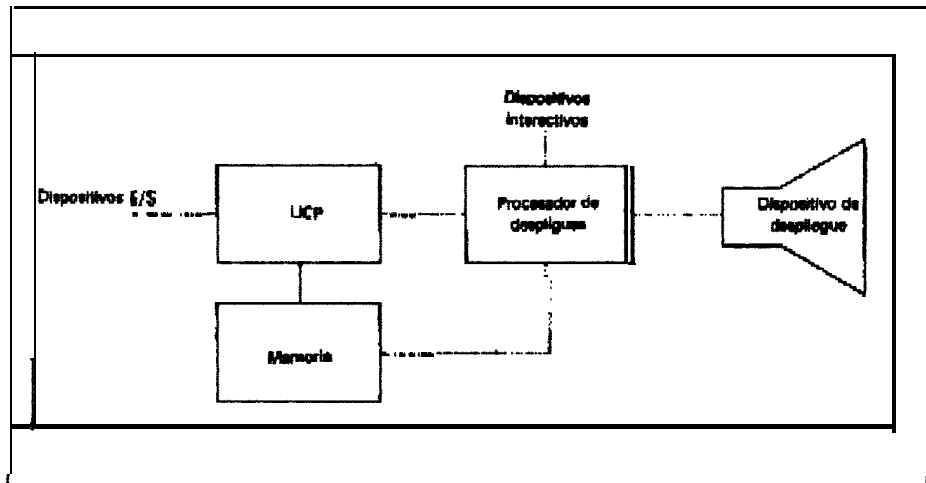 Dispositivos
interactivos
Dispositivos E/S
UCP
Procesador de
despliegue
Dispositivo de
despliegue
Memoria